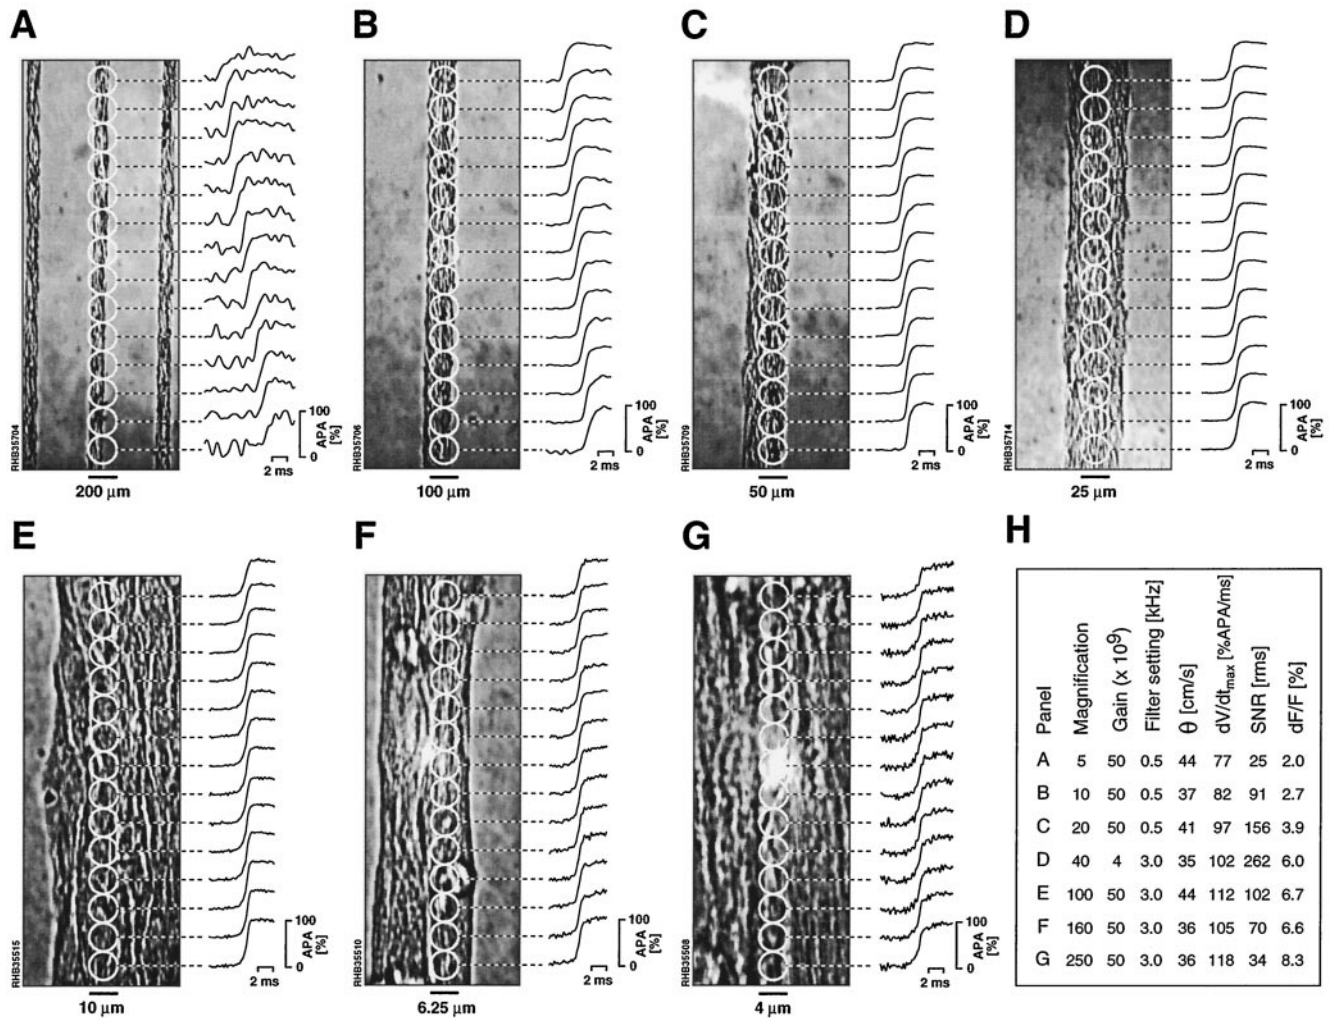 A
B
C
D
RHB35704
100
APA
[%]
0
2 ms
200 µm
RHB35706
100
APA
[%]
0
2 ms
100 µm
RHB35709
100
APA
[%]
0
2 ms
50 µm
RHB35714
100
APA
[%]
0
2 ms
25 µm
E
F
G
H
RHB35515
100
APA
[%]
0
2 ms
10 µm
RHB35510
100
APA
[%]
0
2 ms
6.25 µm
RHB35508
100
APA
[%]
0
2 ms
4 µm
Panel Magnification Gain (x 10⁹) Filter setting [kHz] θ [cm/s] dV/dtmax [%APA/ms] SNR [rms] dF/F [%]
A 5 50 0.5 44 77 25 2.0
B 10 50 0.5 37 82 91 2.7
C 20 50 0.5 41 97 156 3.9
D 40 4 3.0 35 102 262 6.0
E 100 50 3.0 44 112 102 6.7
F 160 50 3.0 36 105 70 6.6
G 250 50 3.0 36 118 34 8.3